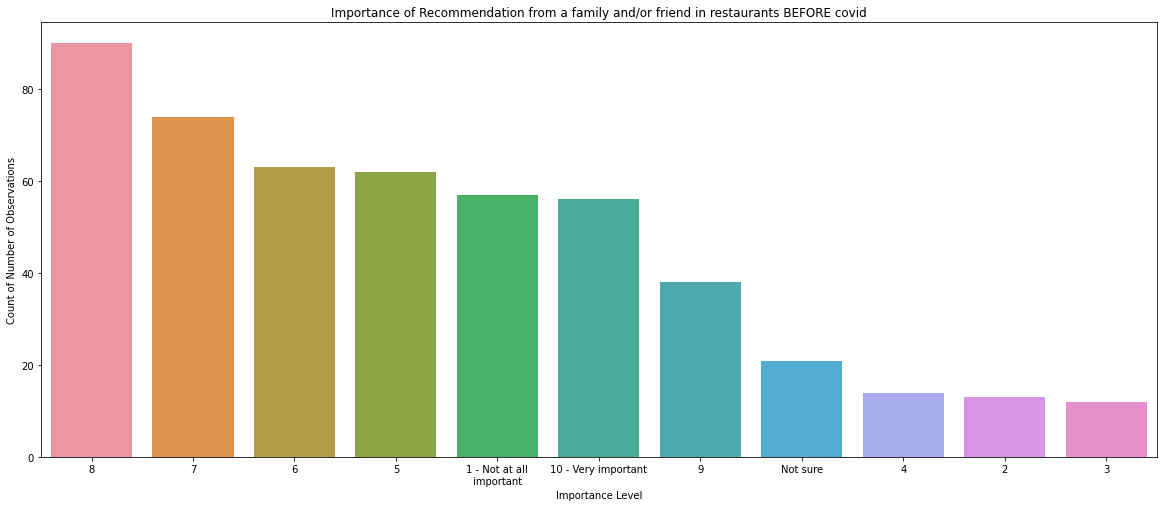 Importance of Recommendation from a family and/or friend in restaurants BEFORE covid
Count of Number of Observations
80
60
40
20
0
8
7
6
5
1 - Not at all
important
10 - Very important
9
Not sure
4
2
3
Importance Level